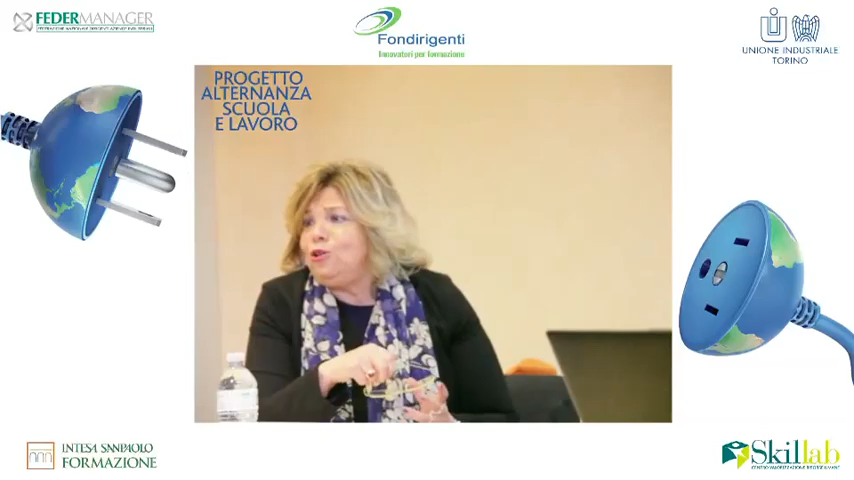 FEDERMANAGER
Fondirigenti
Innovatori per formazione
UNIONE INDUSTRIALE
TORINO
PROGETTO
ALTERNANZA
SCUOLA
E LAVORO
INTESA SANPAOLO
FORMAZIONE
Skillab